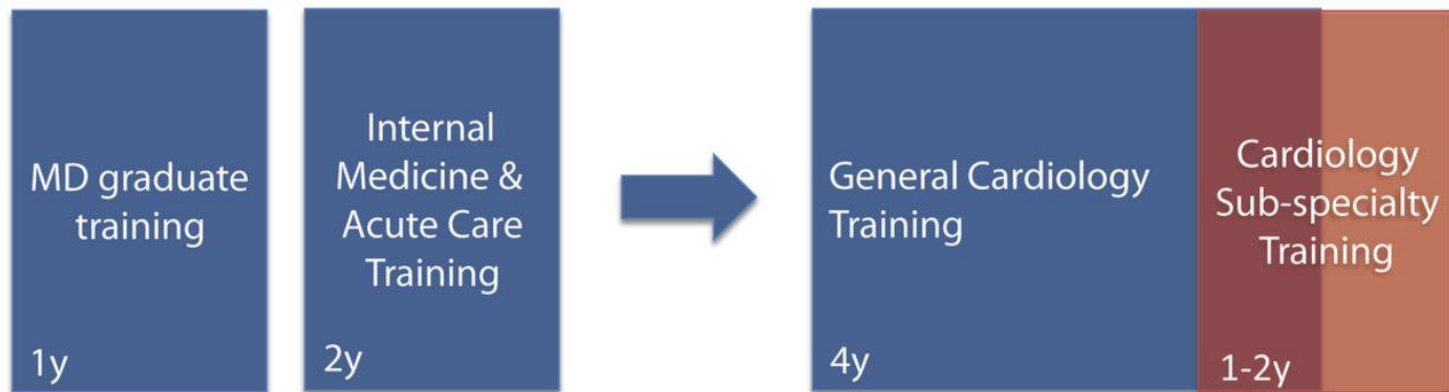 MD graduate
training
1y
Internal
Medicine &
Acute Care
Training
2y
General Cardiology
Training
4y
Cardiology
Sub-specialty
Training
1-2y